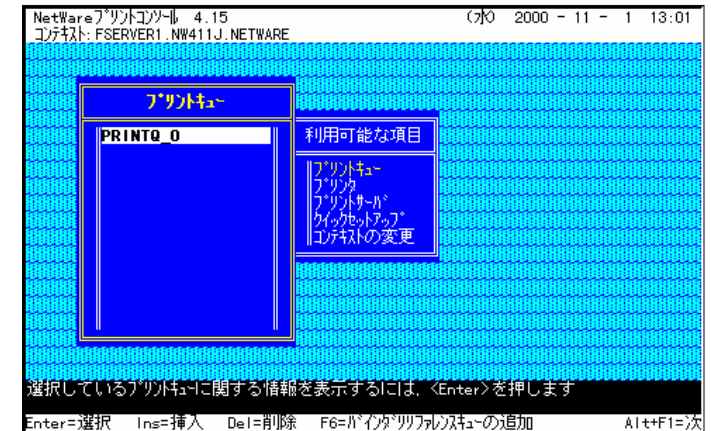 NetWareﾌﾟﾘﾝﾄｺﾝｿｰﾙ 4.15 (水) 2000 - 11 - 1 13:01
ｺﾝﾃｷｽﾄ: FSERVER1.NW411J.NETWARE
ﾌﾟﾘﾝﾄｷｭｰ
PRINTQ_0
利用可能な項目
ﾌﾟﾘﾝﾄｷｭｰ
ﾌﾟﾘﾝﾀ
ﾌﾟﾘﾝﾄｻｰﾊﾞ
ｸｲｯｸｾｯﾄｱｯﾌﾟ
ｺﾝﾃｷｽﾄの変更
選択しているﾌﾟﾘﾝﾄｷｭｰに関する情報を表示するには, <Enter>を押します
Enter=選択 Ins=挿入 Del=削除 F6=ﾊﾞｲﾝﾀﾞﾘﾘﾌｧﾚﾝｽｷｭｰの追加 Alt+F1=次